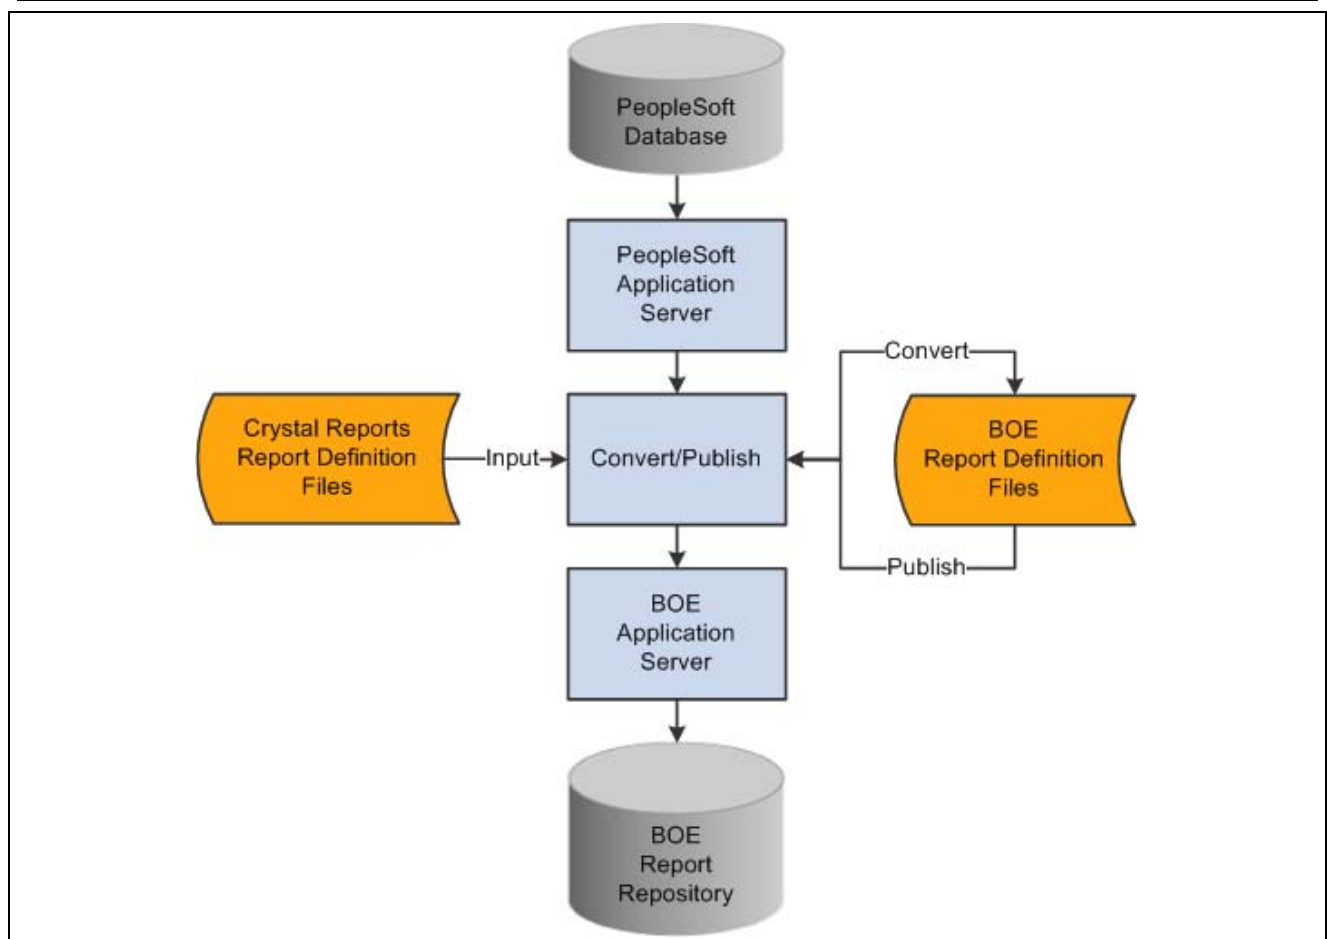 PeopleSoft
Database
PeopleSoft
Application
Server
Convert
Crystal Reports
Report Definition
Files
Input
Convert/Publish
BOE
Report Definition
Files
Publish
BOE
Application
Server
BOE
Report
Repository